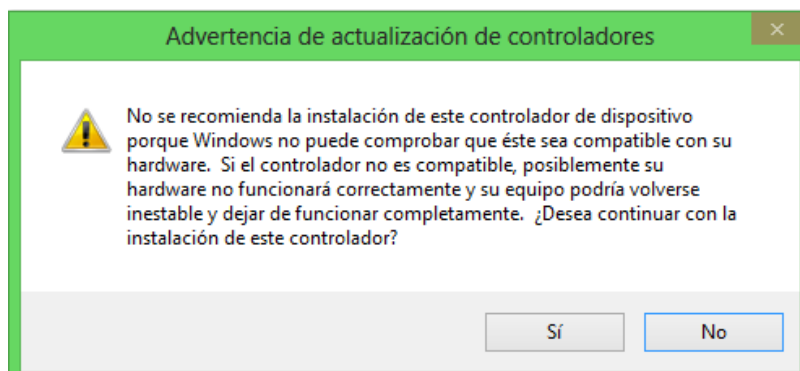 Advertencia de actualización de controladores
No se recomienda la instalación de este controlador de dispositivo
porque Windows no puede comprobar que éste sea compatible con su
hardware.  Si el controlador no es compatible, posiblemente su
hardware no funcionará correctamente y su equipo podría volverse
inestable y dejar de funcionar completamente.  ¿Desea continuar con la
instalación de este controlador?
Sí
No